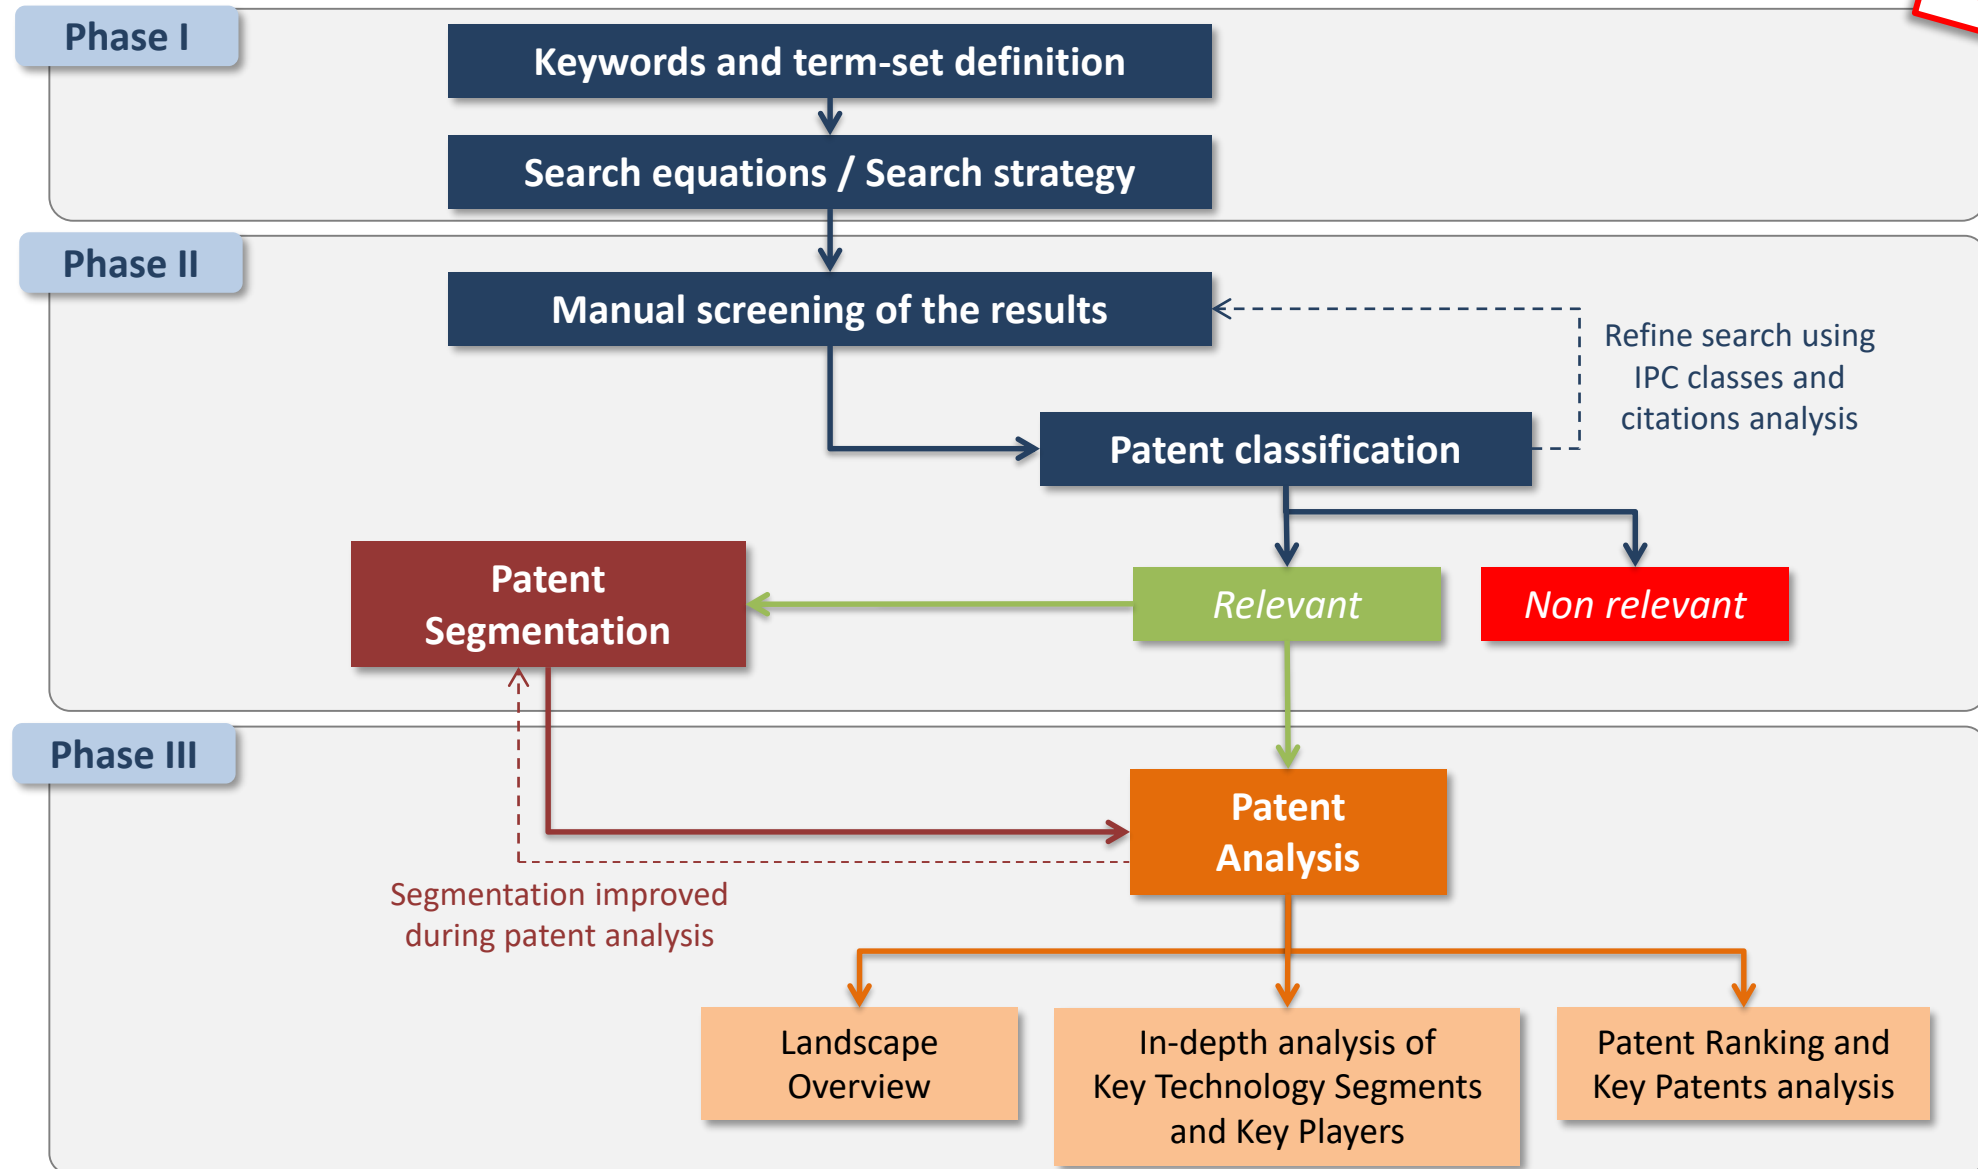 Phase I
Keywords and term-set definition
Search equations / Search strategy
Phase II
Manual screening of the results
Refine search using
IPC classes and
citations analysis
Patent classification
Patent
Segmentation
Relevant
Non relevant
Phase III
Patent
Analysis
Segmentation improved
during patent analysis
Landscape
Overview
In-depth analysis of
Key Technology Segments
and Key Players
Patent Ranking and
Key Patents analysis